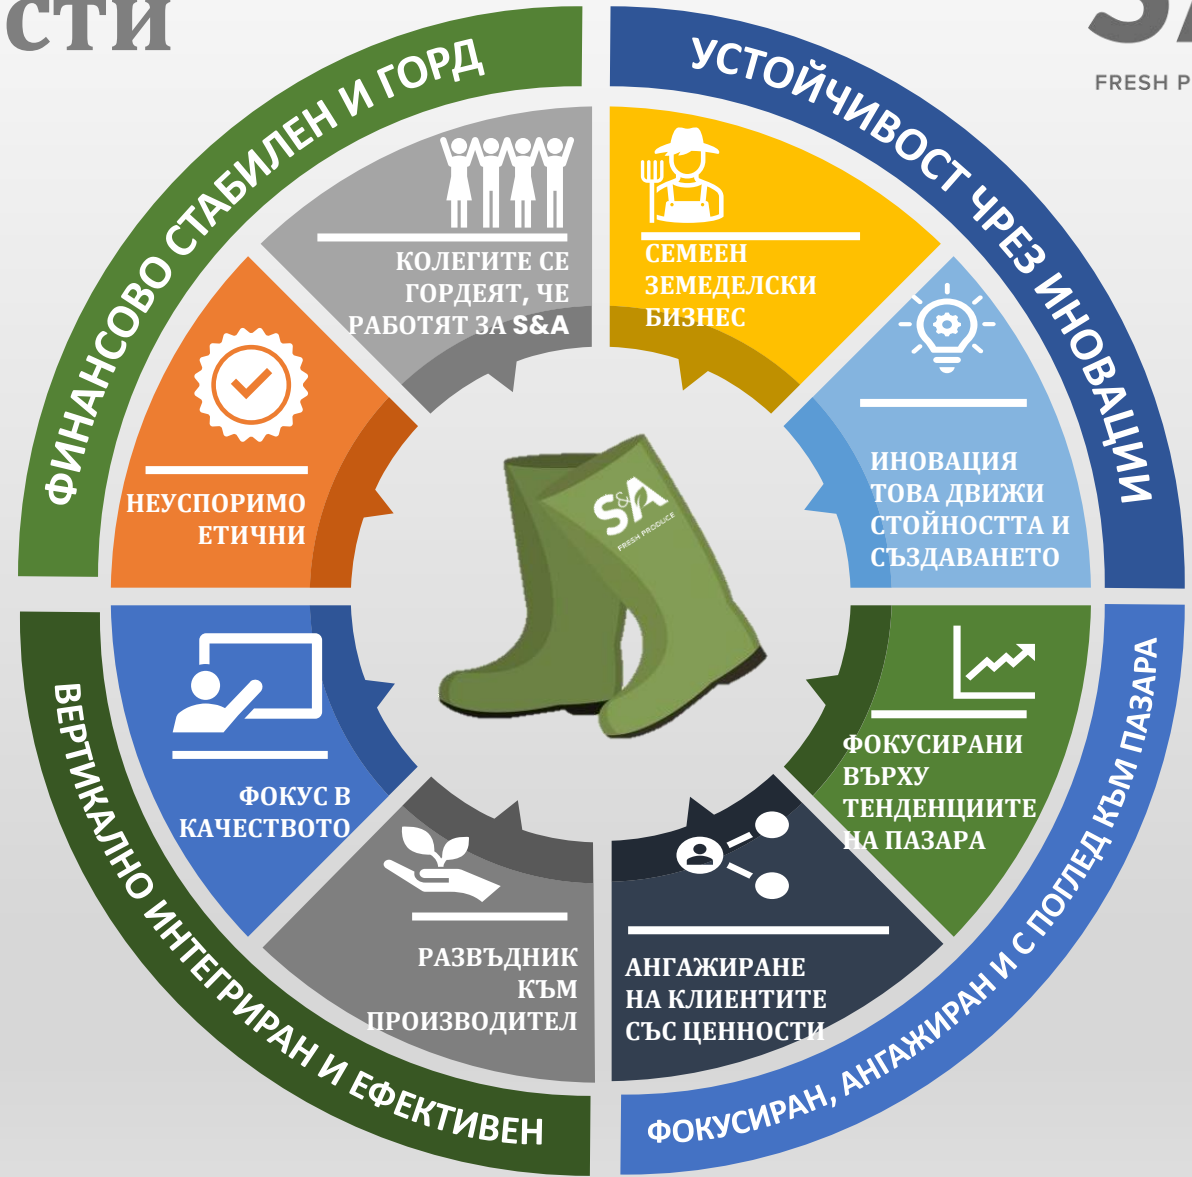 сти
FRESH P
ФИНАНСОВО СТАБИЛЕН И ГОРД
УСТОЙЧИВОСТ ЧРЕЗ ИНОВАЦИИ
КОЛЕГИТЕ СЕ
ГОРДЕЯТ, ЧЕ
РАБОТЯТ ЗА S&A
СЕМЕЕН
ЗЕМЕДЕЛСКИ
БИЗНЕС
НЕУСПОРИМО
ЕТИЧНИ
ИНОВАЦИЯ
ТОВА ДВИЖИ
СТОЙНОСТТА И
СЪЗДАВАНЕТО
S&A
FRESH PRODUCE
ФОКУС В
КАЧЕСТВОТО
ФОКУСИРАНИ
ВЪРХУ
ТЕНДЕНЦИИТЕ
НА ПАЗАРА
РАЗВЪДНИК
КЪМ
ПРОИЗВОДИТЕЛ
АНГАЖИРАНЕ
НА КЛИЕНТИТЕ
СЪС ЦЕННОСТИ
ВЕРТИКАЛНО ИНТЕГРИРАН И ЕФЕКТИВЕН
ФОКУСИРАН, АНГАЖИРАН И С ПОГЛЕД КЪМ ПАЗАРА